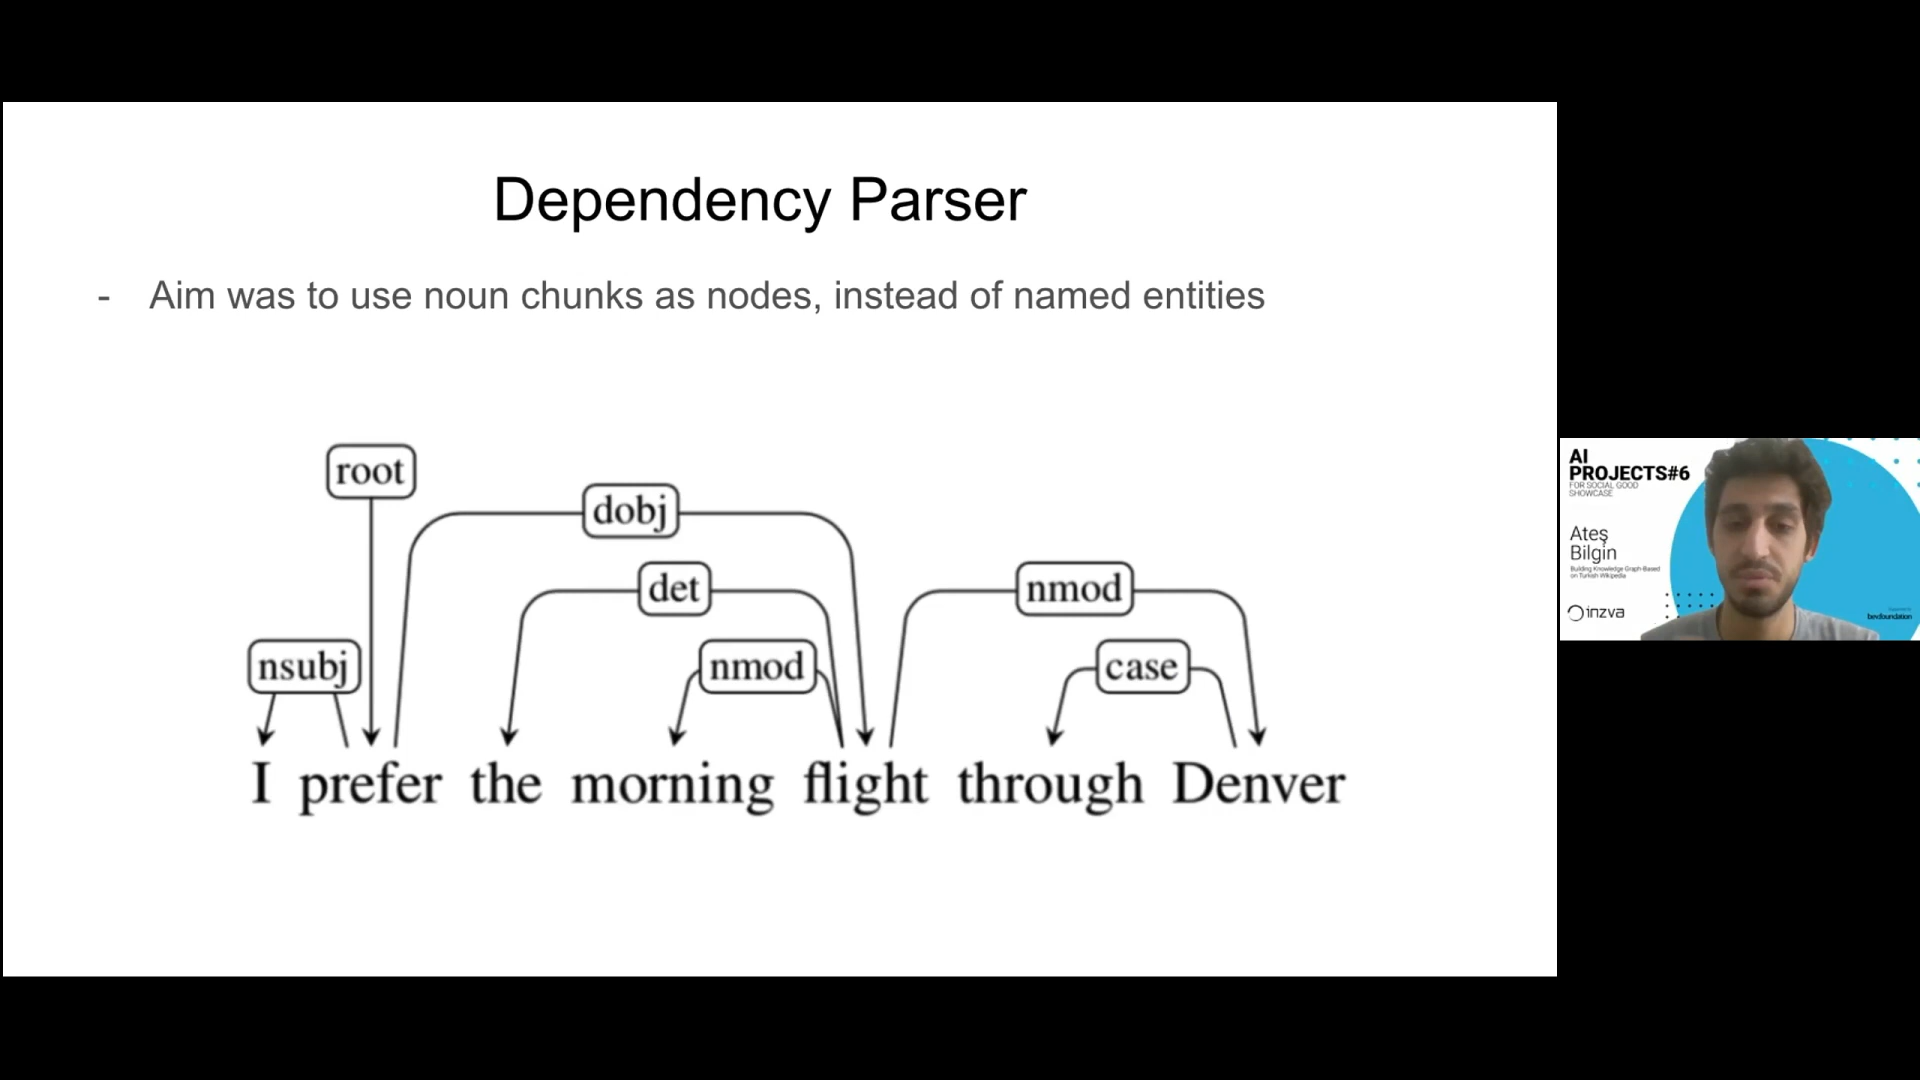 Dependency Parser
- Aim was to use noun chunks as nodes, instead of named entities
root
dobj
det
nmod
nsubj
nmod
case
I prefer the morning flight through Denver
AI
PROJECTS#6
FOR SOCIAL GOOD
SHOWCASE
Ateş
Bilgin
Building Knowledge Graph-Based
on Turkish Wikipedia
inzva
bevfoundation